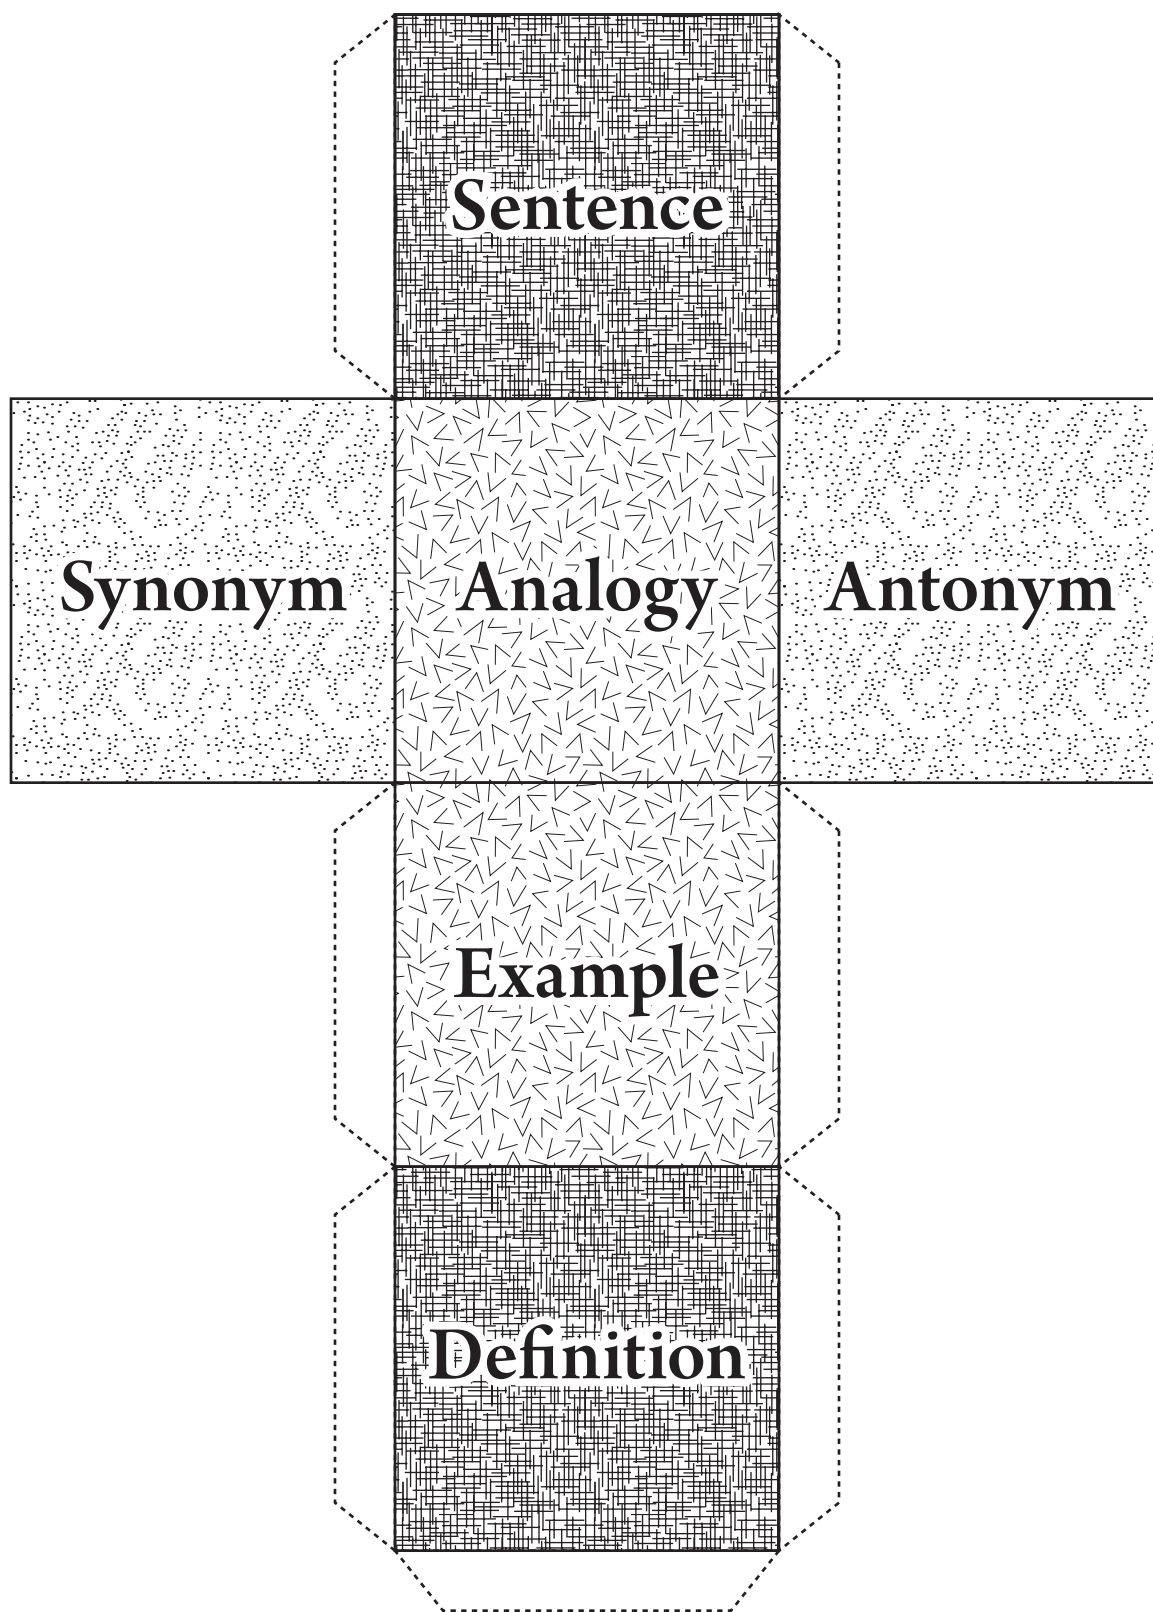 Sentence
Synonym
Analogy
Antonym
Example
Definition